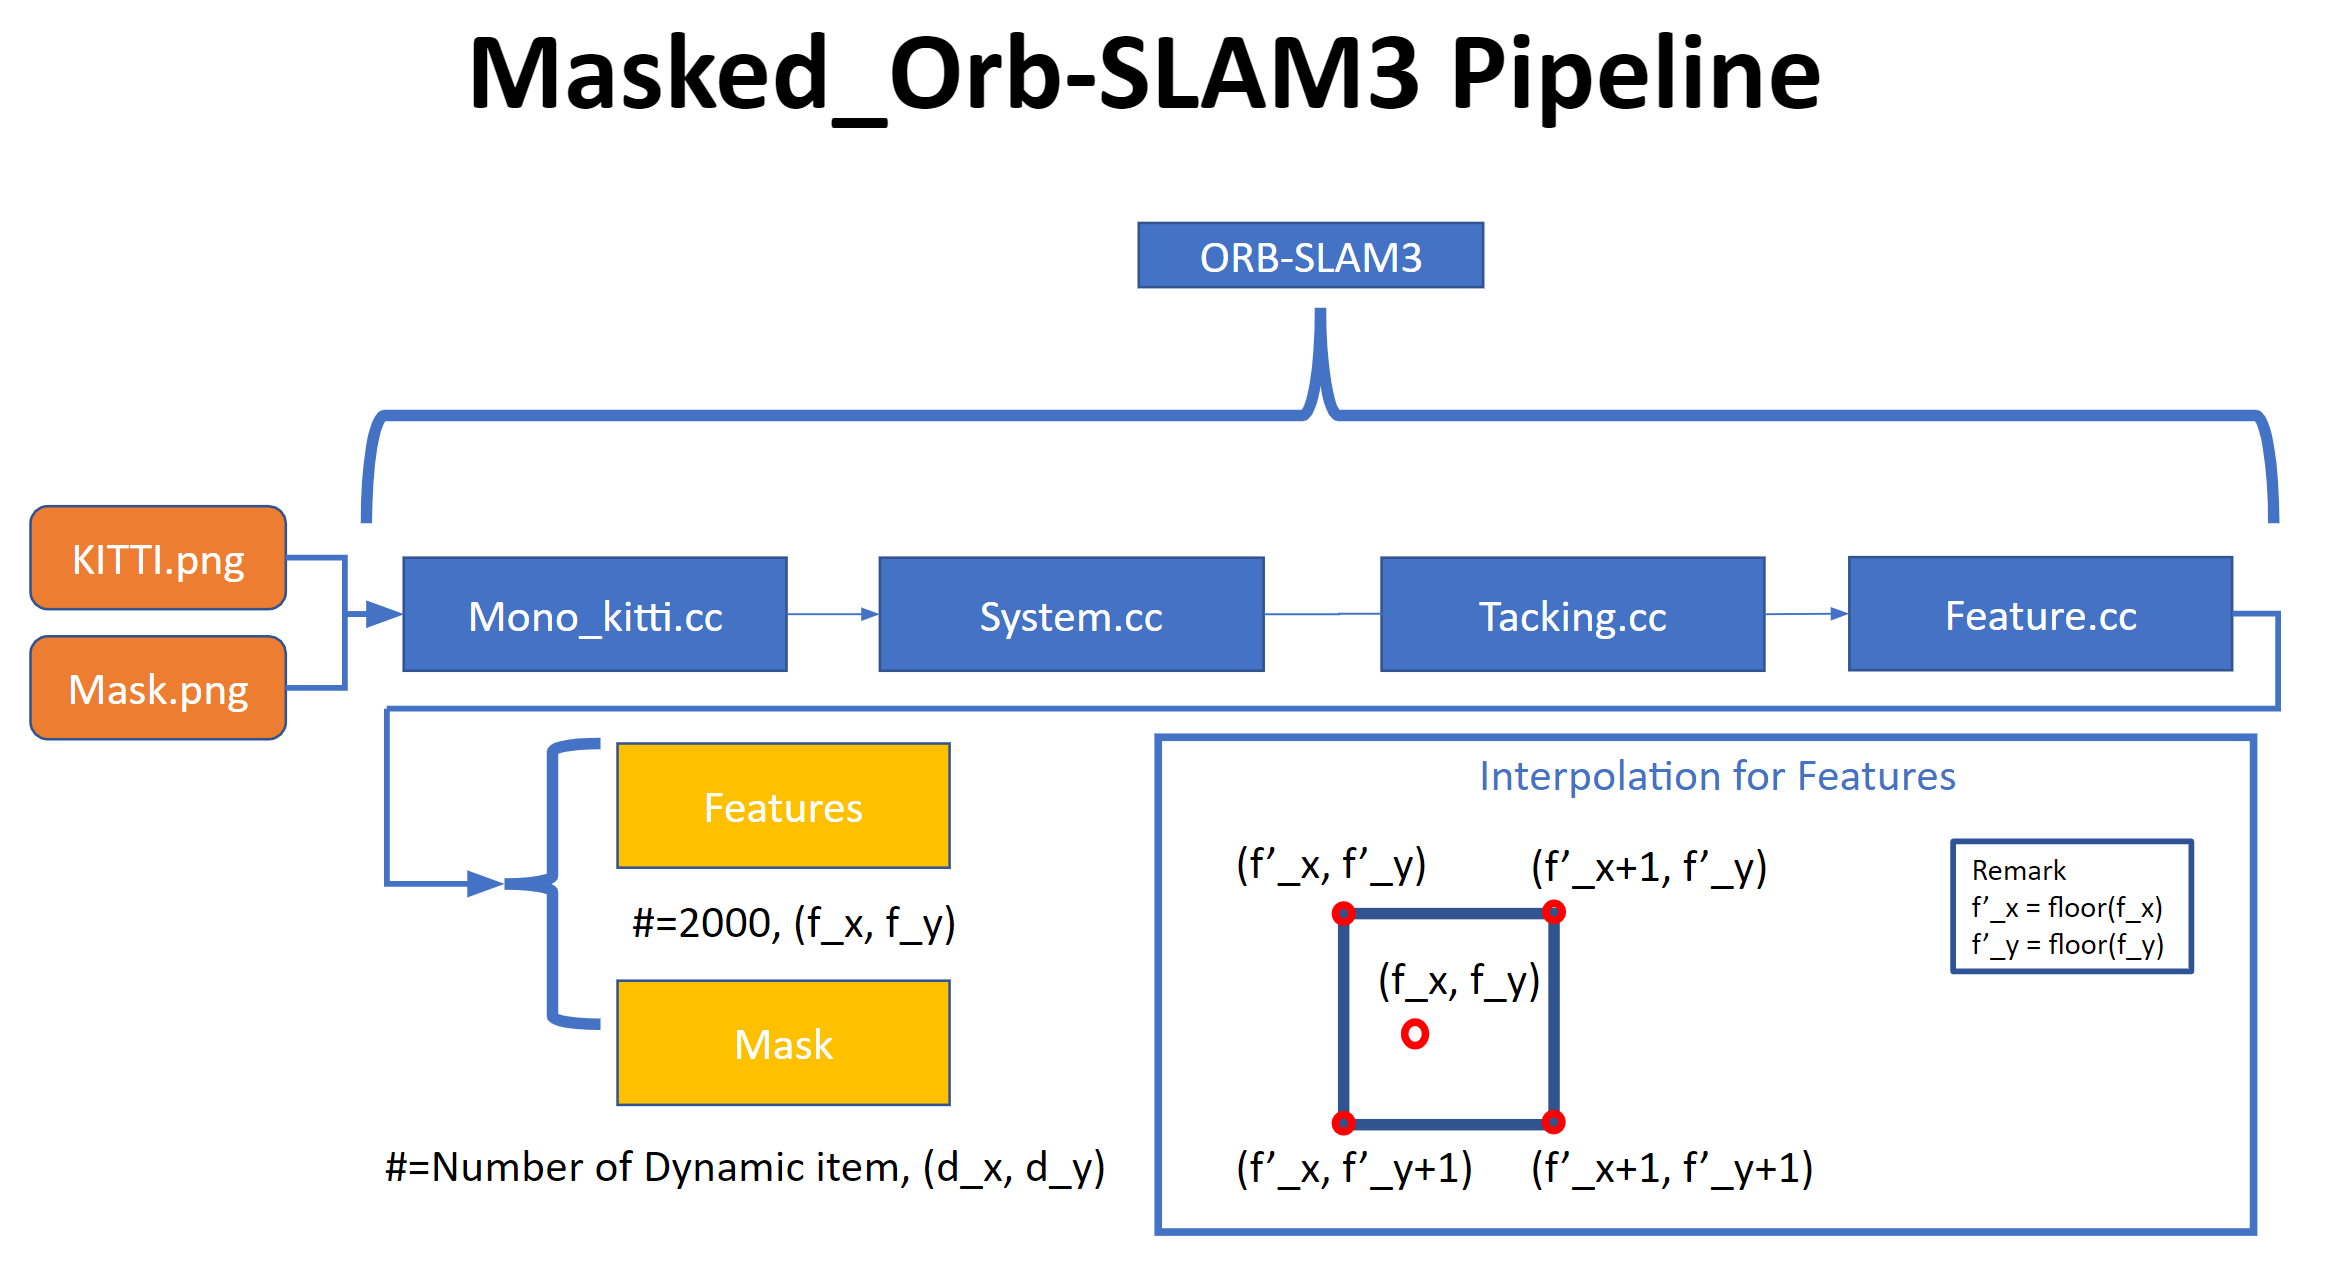 Masked_Orb-SLAM3 Pipeline
ORB-SLAM3
KITTI.png
Mask.png
Mono_kitti.cc
System.cc
Tacking.cc
Feature.cc
Features
#=2000, (f_x, f_y)
Mask
#=Number of Dynamic item, (d_x, d_y)
Interpolation for Features
(f’_x, f’_y)
(f’_x+1, f’_y)
(f_x, f_y)
(f’_x, f’_y+1)
(f’_x+1, f’_y+1)
Remark
f’_x = floor(f_x)
f’_y = floor(f_y)